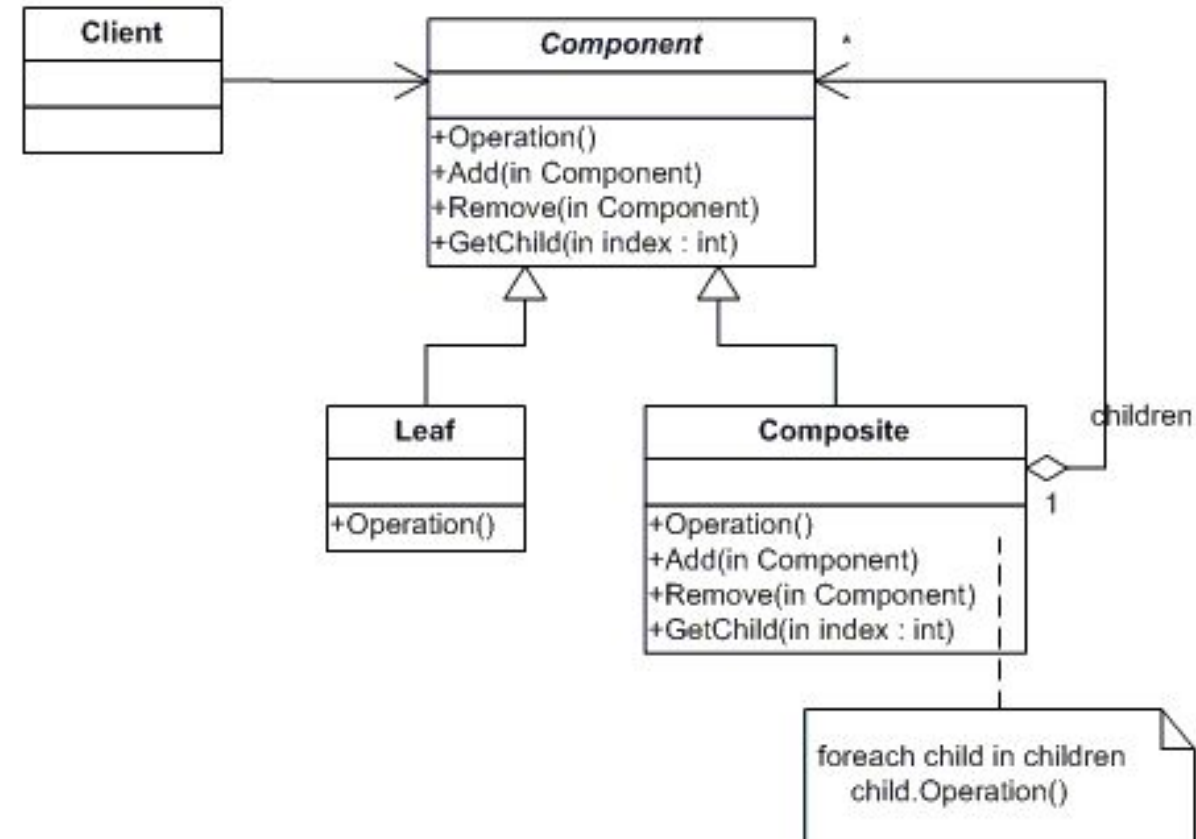 Client
Component
*
+Operation()
+Add(in Component)
+Remove(in Component)
+GetChild(in index : int)
children
Leaf
+Operation()
Composite
1
+Operation()
+Add(in Component)
+Remove(in Component)
+GetChild(in index : int)
foreach child in children
child.Operation()